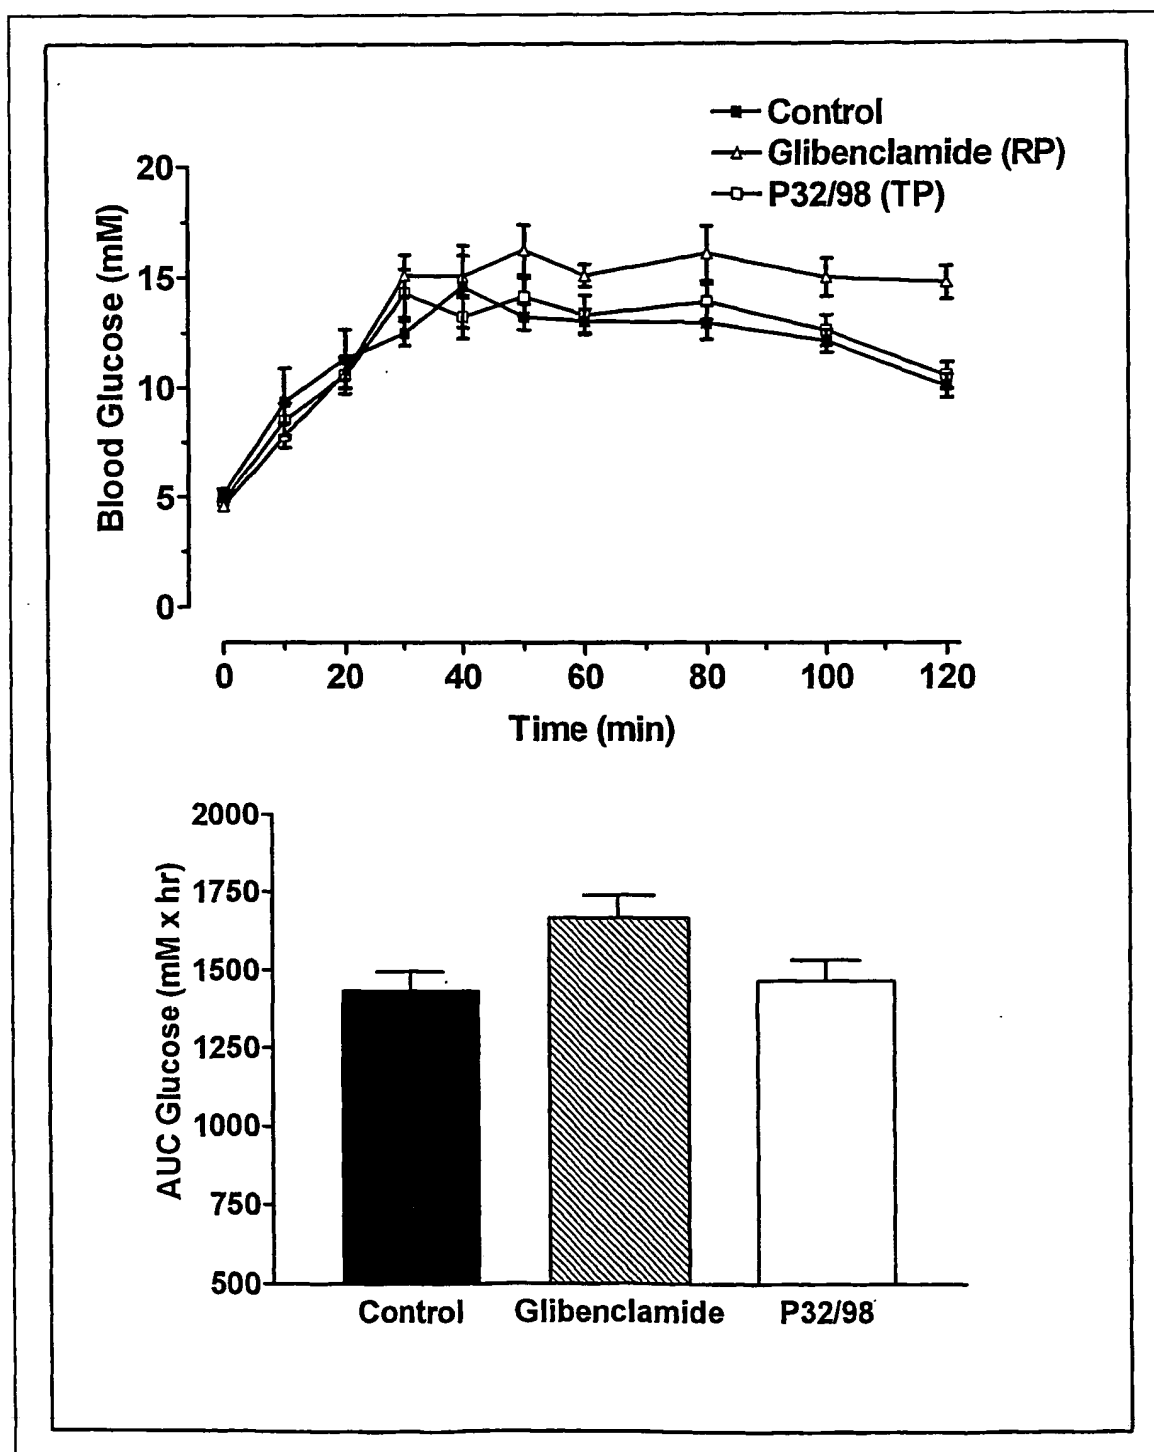 Control
Glibenclamide (RP)
P32/98 (TP)
Blood Glucose (mM)
20
15
10
5
0
0 20 40 60 80 100 120
Time (min)
AUC Glucose (mM x hr)
2000
1750
1500
1250
1000
750
500
Control Glibenclamide P32/98